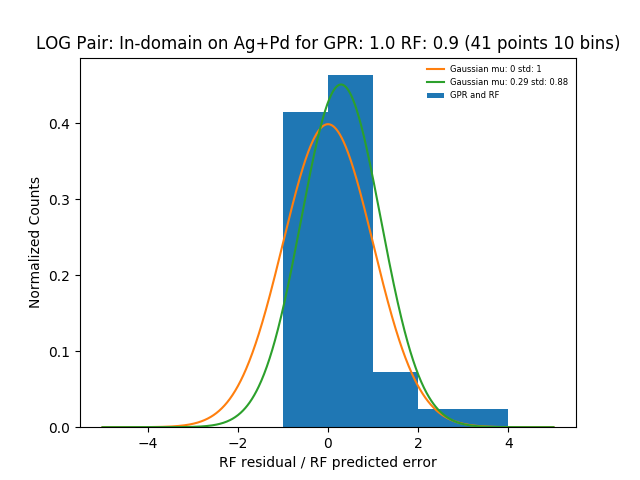 LOG Pair: In-domain on Ag+Pd for GPR: 1.0 RF: 0.9 (41 points 10 bins)
Gaussian mu: 0 std: 1
Gaussian mu: 0.29 std: 0.88
GPR and RF
Normalized Counts
0.4
0.3
0.2
0.1
0.0
−4 −2 0 2 4
RF residual / RF predicted error